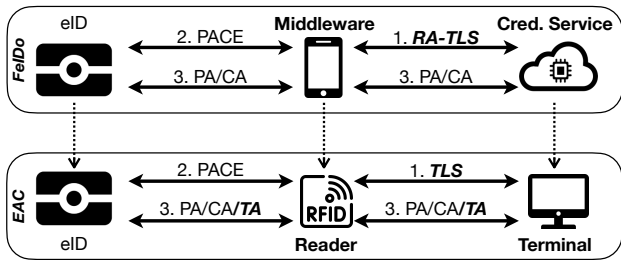 eID
Middleware
Cred. Service
FeIDo
2. PACE
1. RA-TLS
3. PA/CA
3. PA/CA
EAC
2. PACE
1. TLS
3. PA/CA/TA
RFID
3. PA/CA/TA
eID
Reader
Terminal